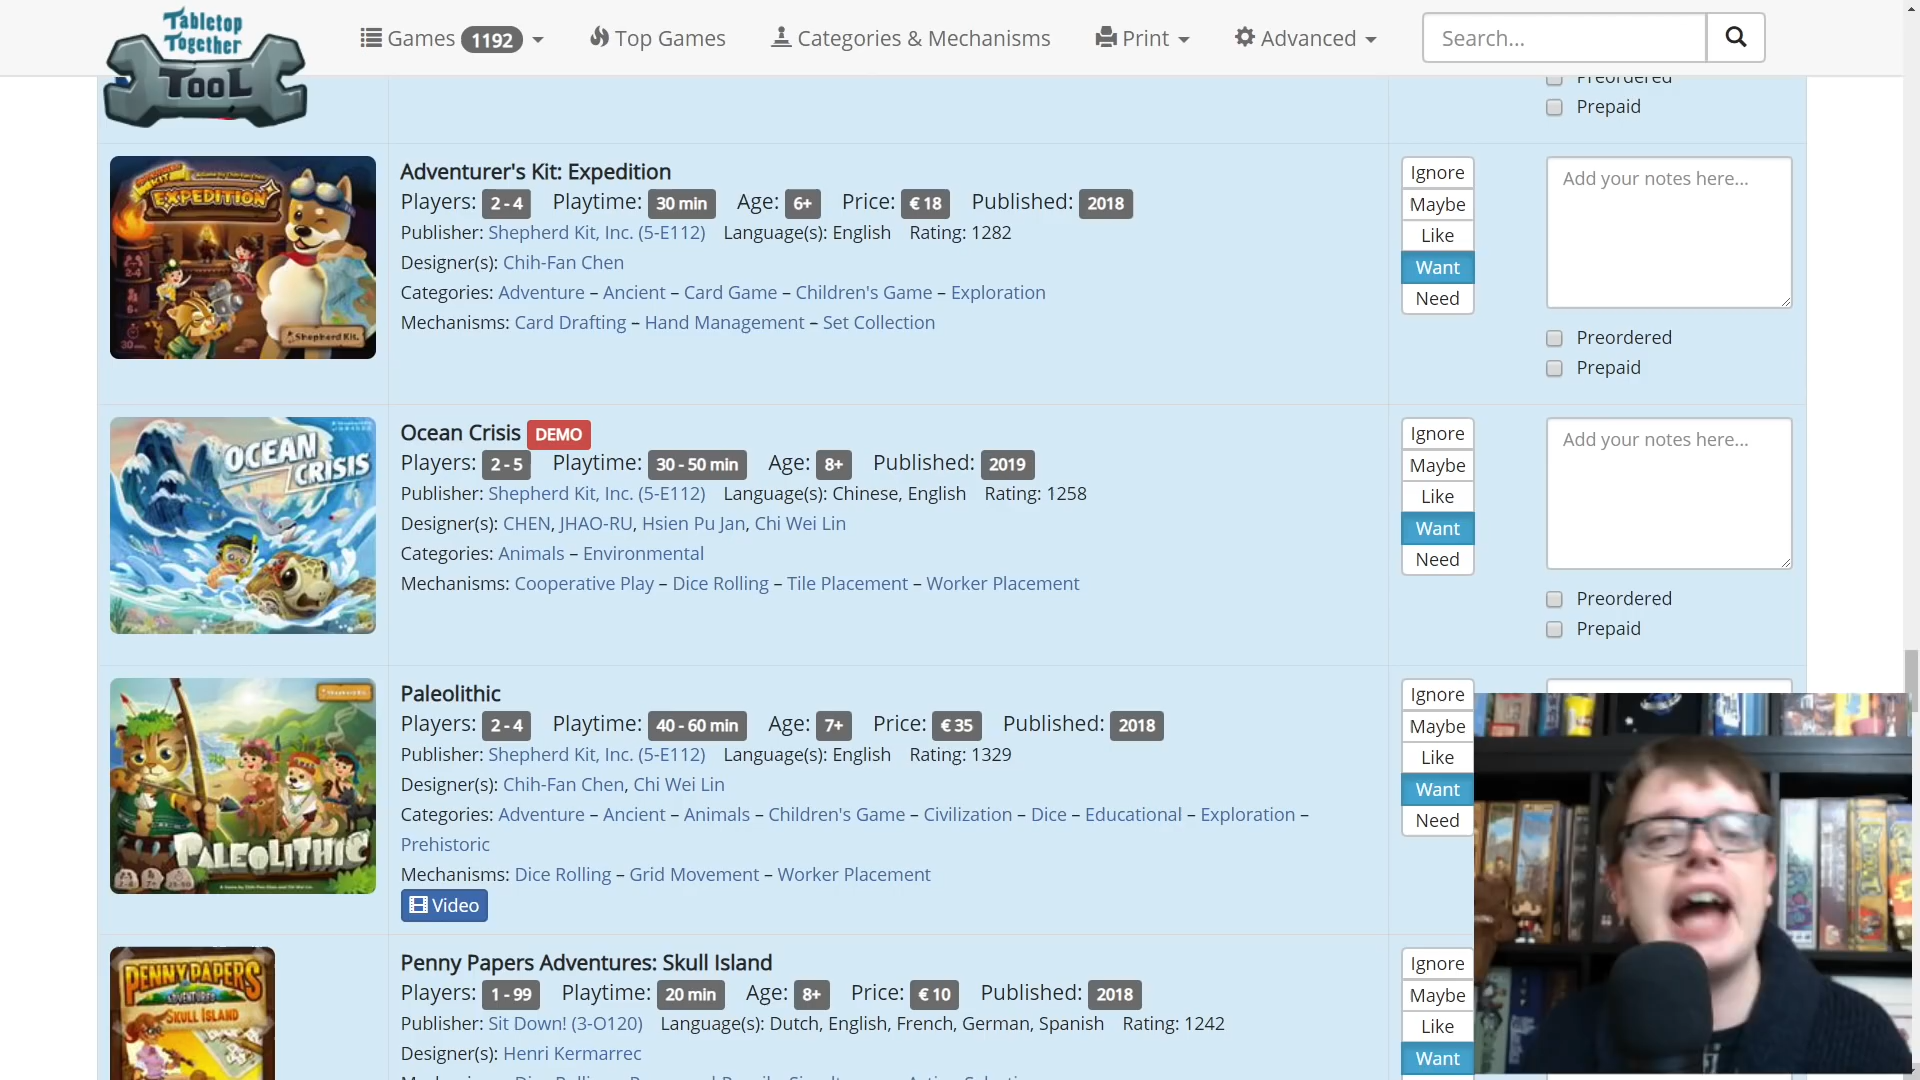 Tabletop
Together
TOOL
Games 1192
Top Games
Categories & Mechanisms
Print
Advanced
Search...
Preordered
Prepaid
EXPEDITION
Shepherd Kit.
Adventurer's Kit: Expedition
Players: 2 - 4 Playtime: 30 min Age: 6+ Price: € 18 Published: 2018
Publisher: Shepherd Kit, Inc. (5-E112) Language(s): English Rating: 1282
Designer(s): Chih-Fan Chen
Categories: Adventure – Ancient – Card Game – Children's Game – Exploration
Mechanisms: Card Drafting – Hand Management – Set Collection
Ignore
Maybe
Like
Want
Need
Add your notes here...
Preordered
Prepaid
OCEAN
CRISIS
Ocean Crisis DEMO
Players: 2 - 5 Playtime: 30 - 50 min Age: 8+ Published: 2019
Publisher: Shepherd Kit, Inc. (5-E112) Language(s): Chinese, English Rating: 1258
Designer(s): CHEN, JHAO-RU, Hsien Pu Jan, Chi Wei Lin
Categories: Animals – Environmental
Mechanisms: Cooperative Play – Dice Rolling – Tile Placement – Worker Placement
Ignore
Maybe
Like
Want
Need
Add your notes here...
Preordered
Prepaid
PALEOLITHIC
Paleolithic
Players: 2 - 4 Playtime: 40 - 60 min Age: 7+ Price: € 35 Published: 2018
Publisher: Shepherd Kit, Inc. (5-E112) Language(s): English Rating: 1329
Designer(s): Chih-Fan Chen, Chi Wei Lin
Categories: Adventure – Ancient – Animals – Children's Game – Civilization – Dice – Educational – Exploration –
Prehistoric
Mechanisms: Dice Rolling – Grid Movement – Worker Placement
Video
Ignore
Maybe
Like
Want
Need
PENNY PAPERS
ADVENTURES
SKULL ISLAND
Penny Papers Adventures: Skull Island
Players: 1 - 99 Playtime: 20 min Age: 8+ Price: € 10 Published: 2018
Publisher: Sit Down! (3-O120) Language(s): Dutch, English, French, German, Spanish Rating: 1242
Designer(s): Henri Kermarrec
Ignore
Maybe
Like
Want